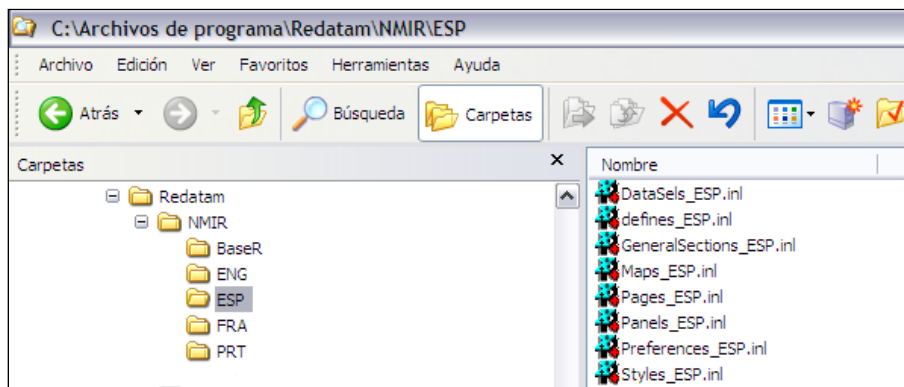 C:\Archivos de programa\Redatam\NMIR\ESP
Archivo Edición Ver Favoritos Herramientas Ayuda
Atrás Búsqueda Carpetas
Carpetas
Redatam
NMIR
BaseR
ENG
ESP
FRA
PRT
Nombre
DataSels_ESP.inl
defines_ESP.inl
GeneralSections_ESP.inl
Maps_ESP.inl
Pages_ESP.inl
Panels_ESP.inl
Preferences_ESP.inl
Styles_ESP.inl